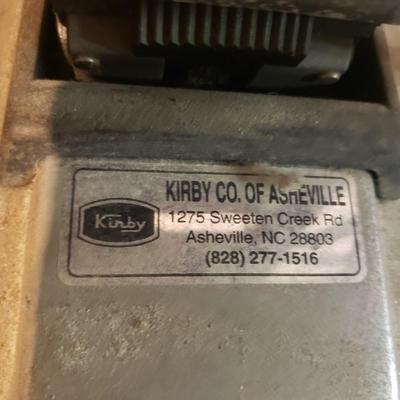 KIRBY CO. OF ASHEVILLE
Kirby
1275 Sweeten Creek Rd
Asheville, NC 28803
(828) 277-1516